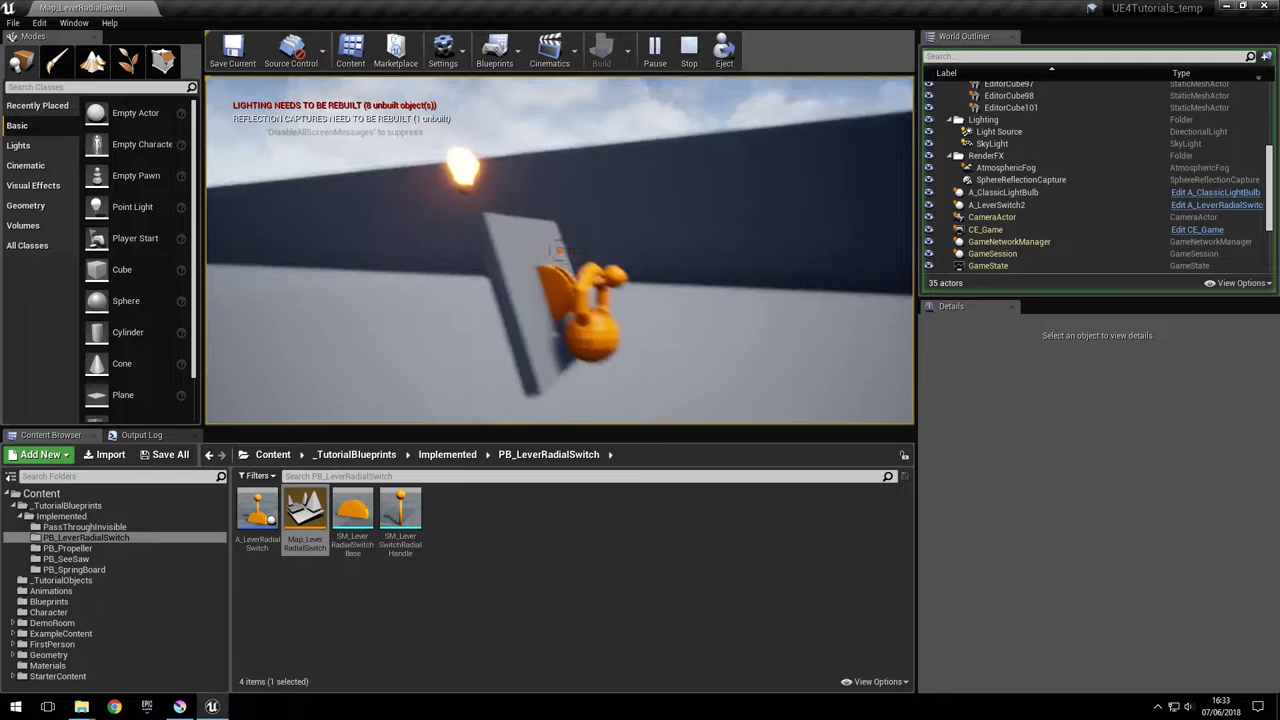 Map_LeverRadialSwitch
UE4Tutorials_temp
File Edit Window Help
Modes
Search Classes
Recently Placed
Basic
Lights
Cinematic
Visual Effects
Geometry
Volumes
All Classes
Empty Actor
Empty Characte
Empty Pawn
Point Light
Player Start
Cube
Sphere
Cylinder
Cone
Plane
Save Current
Source Control
Content
Marketplace
Settings
Blueprints
Cinematics
Build
Pause
Stop
Eject
LIGHTING NEEDS TO BE REBUILT (8 unbuilt object(s))
REFLECTION CAPTURES NEED TO BE REBUILT (1 unbuilt)
'DisableAllScreenMessages' to suppress
World Outliner
Search...
Label Type
EditorCube97 StaticMeshActor
EditorCube98 StaticMeshActor
EditorCube101 StaticMeshActor
Lighting Folder
Light Source DirectionalLight
SkyLight SkyLight
RenderFX Folder
AtmosphericFog AtmosphericFog
SphereReflectionCapture SphereReflectionCapture
A_ClassicLightBulb Edit A_ClassicLightBulb
A_LeverSwitch2 Edit A_LeverRadialSwitc
CameraActor CameraActor
CE_Game Edit CE_Game
GameNetworkManager GameNetworkManager
GameSession GameSession
GameState GameState
35 actors
View Options
Details
Select an object to view details.
Content Browser
Output Log
Add New
Import
Save All
Content
_TutorialBlueprints
Implemented
PB_LeverRadialSwitch
Search Folders
Filters
Search PB_LeverRadialSwitch
Content
_TutorialBlueprints
Implemented
PassThroughInvisible
PB_LeverRadialSwitch
PB_Propeller
PB_SeeSaw
PB_SpringBoard
_TutorialObjects
Animations
Blueprints
Character
DemoRoom
ExampleContent
FirstPerson
Geometry
Materials
StarterContent
A_LeverRadial
Switch
Map_Lever
RadialSwitch
SM_Lever
RadialSwitch
Base
SM_Lever
SwitchRadial
Handle
4 items (1 selected)
View Options
16:33
07/06/2018